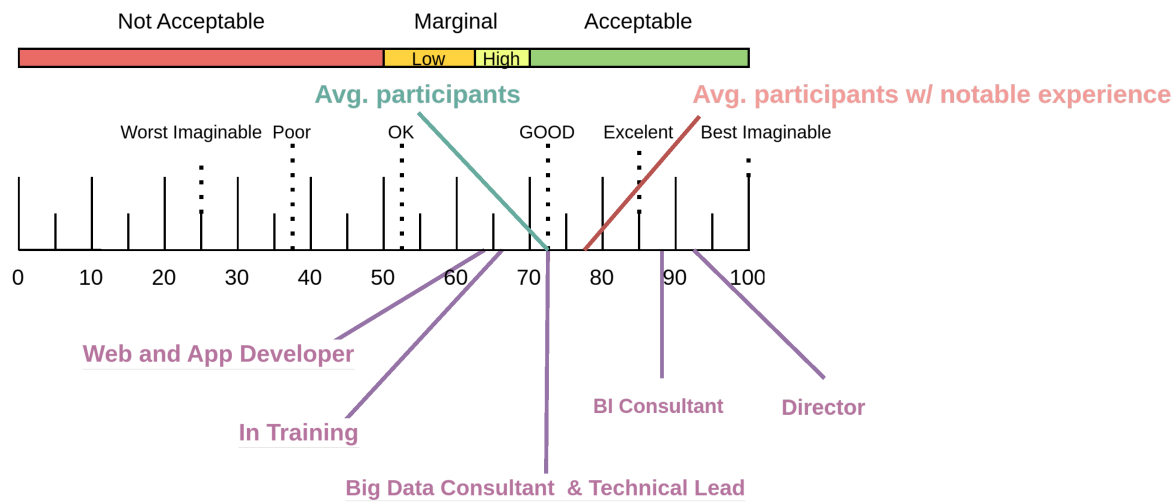 Not Acceptable Marginal Acceptable
Low High
Avg. participants Avg. participants w/ notable experience
Worst Imaginable Poor OK GOOD Excelent Best Imaginable
0 10 20 30 40 50 60 70 80 90 100
Web and App Developer
BI Consultant Director
In Training
Big Data Consultant & Technical Lead